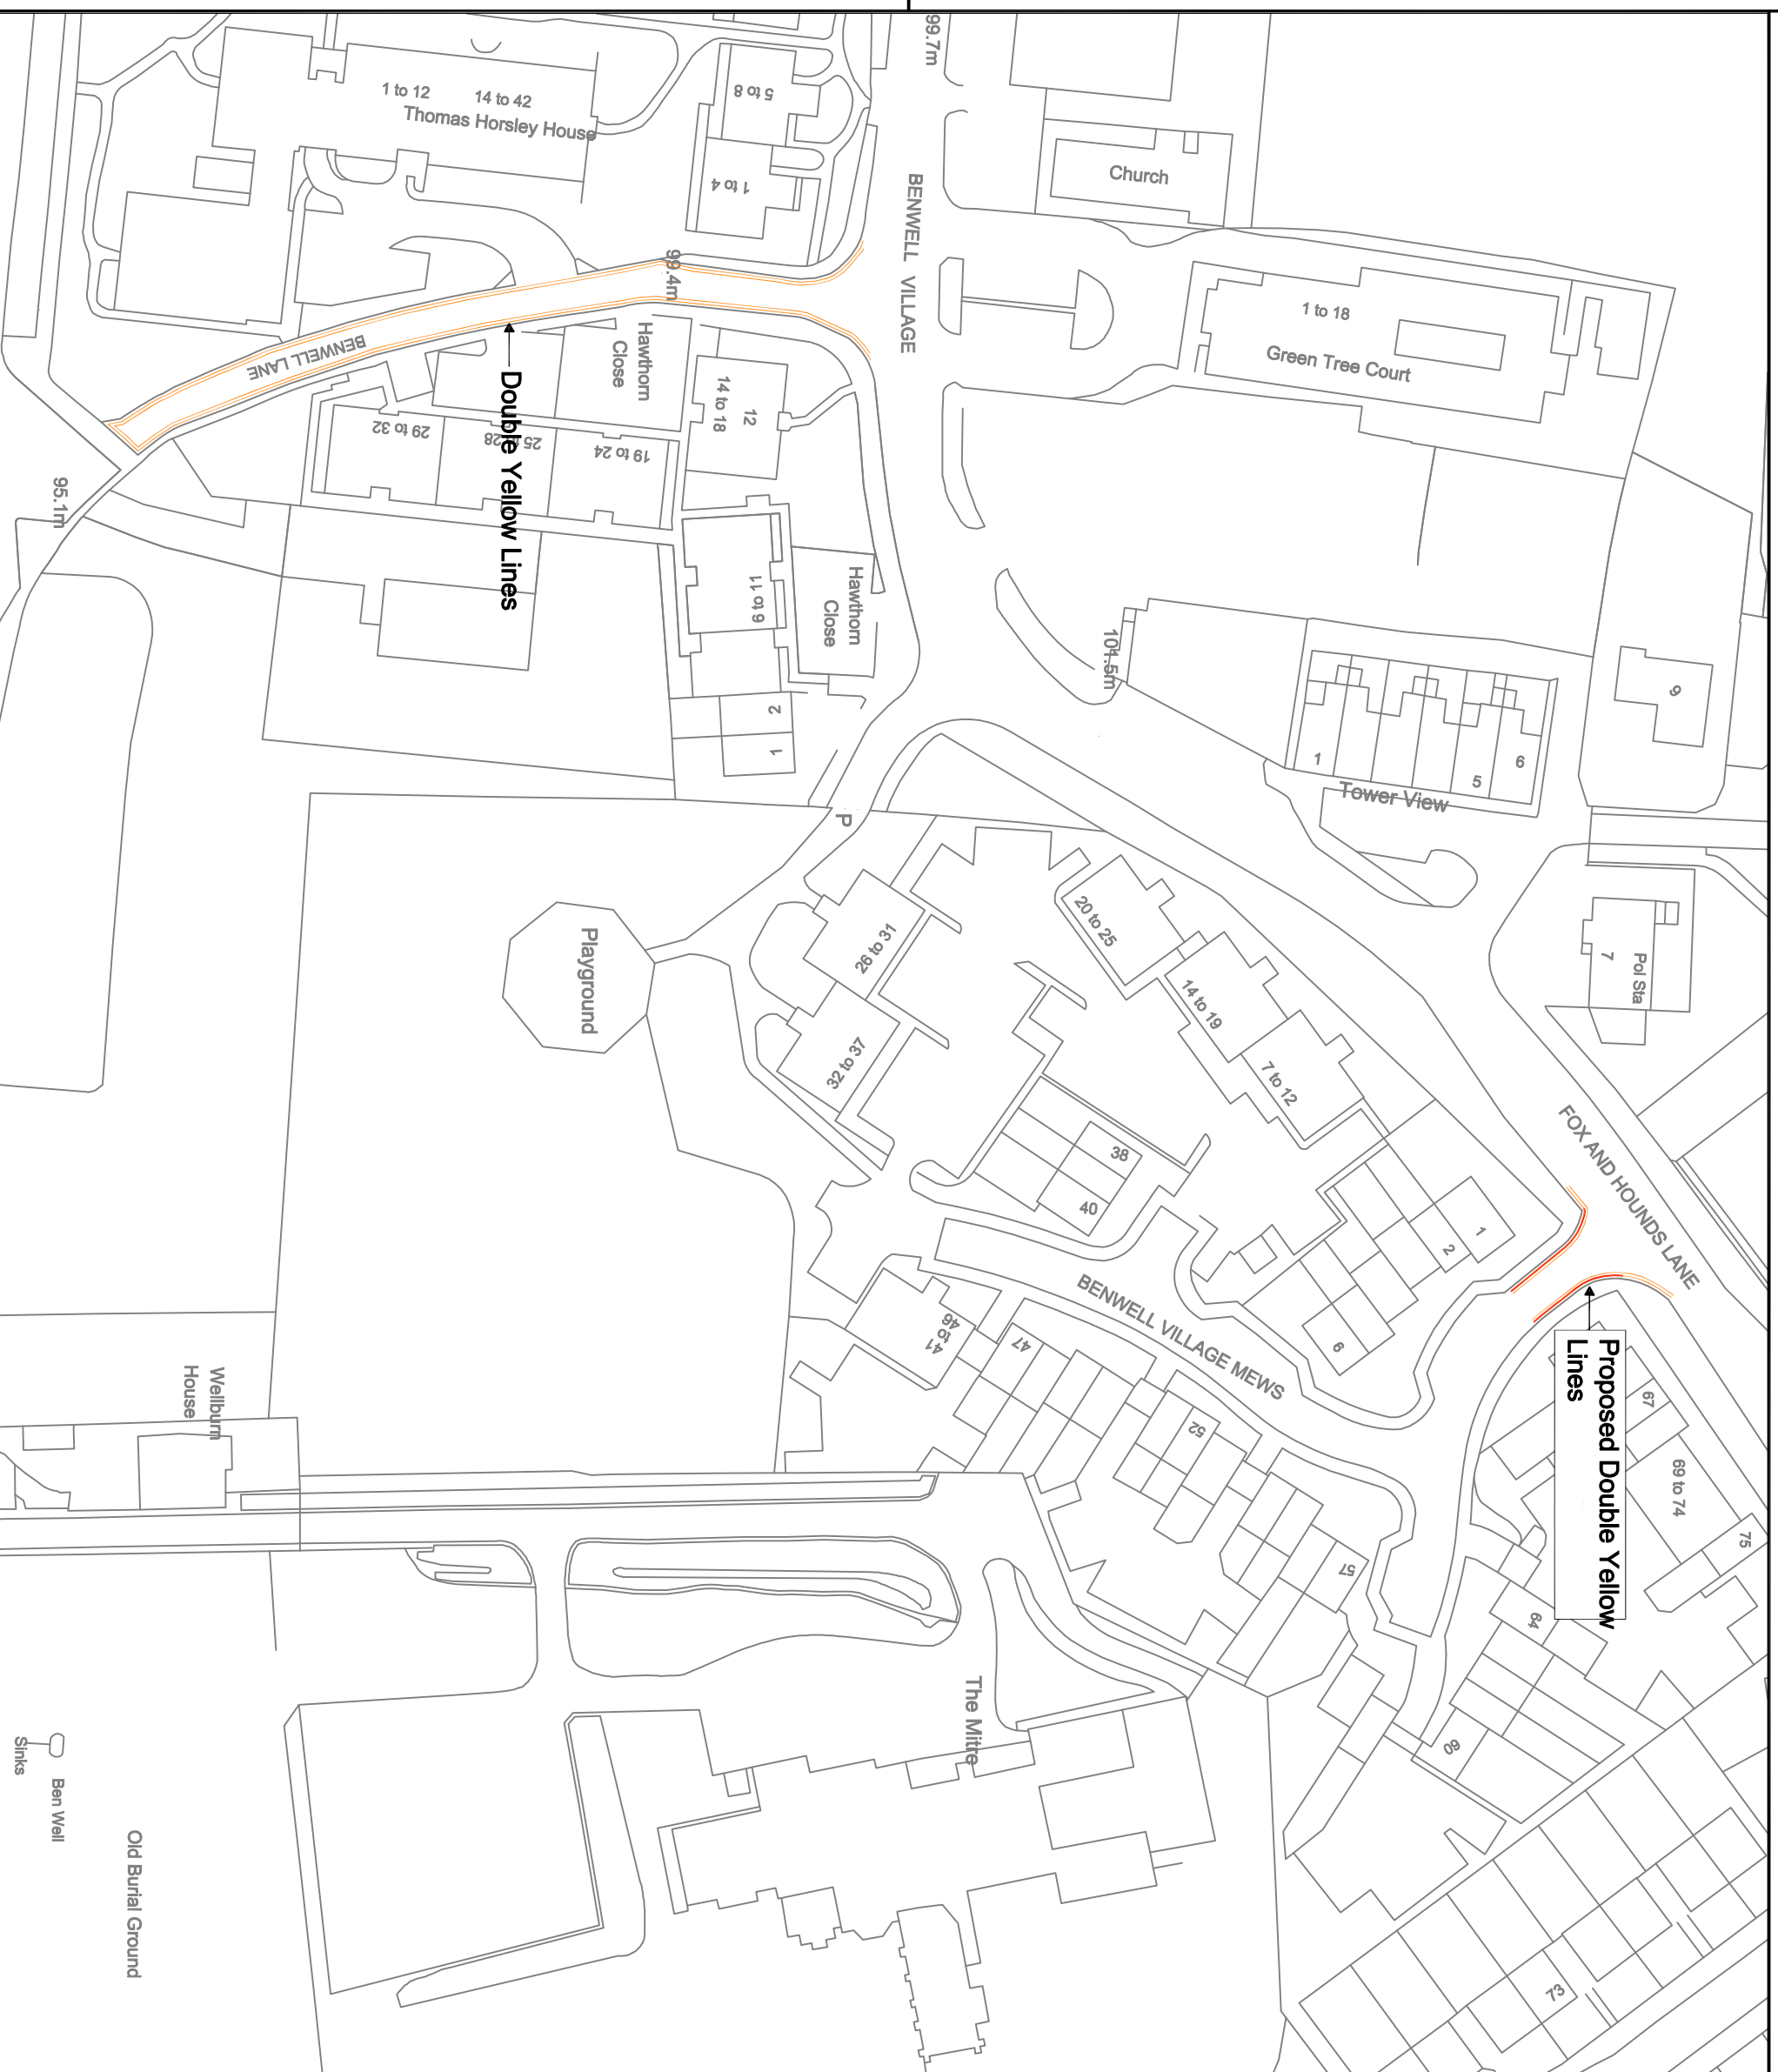 99.7m
1 to 12
14 to 42
Thomas Horsley House
5 to 8
1 to 4
Church
BENWELL VILLAGE
99.4m
1 to 18
Green Tree Court
BENWELL LANE
Double Yellow Lines
Hawthorn
Close
12
14 to 18
29 to 32
25 to 28
19 to 24
95.1m
9 to 11
Hawthorn
Close
2
1
101.5m
1
5
6
Tower View
9
P
Pol Sta
7
Playground
26 to 31
32 to 37
20 to 25
14 to 19
7 to 12
38
40
1
2
6
FOX AND HOUNDS LANE
BENWELL VILLAGE MEWS
Proposed Double Yellow
Lines
41
to
46
47
52
57
67
69 to 74
75
64
60
73
Wellburn
House
The Mitre
Sinks
Ben Well
Old Burial Ground